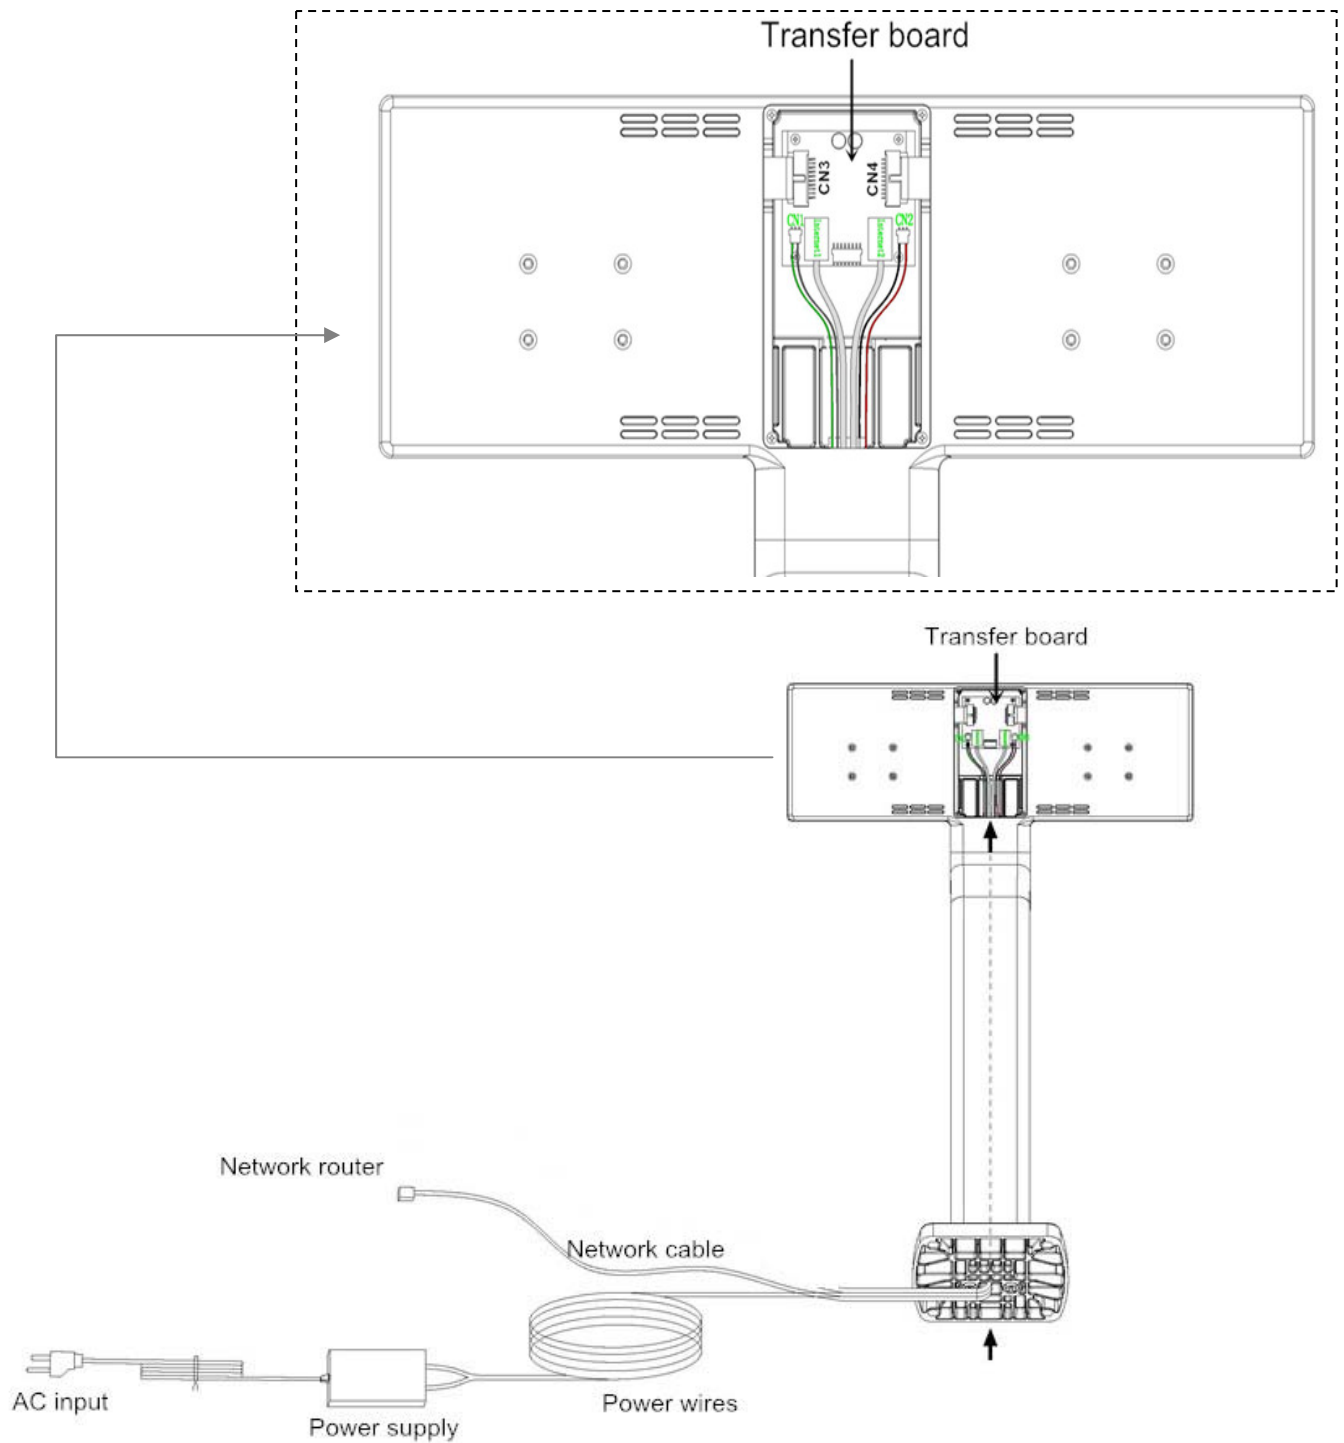 Transfer board
CN3
CN4
CN1
CN2
Transfer board
Network router
Network cable
AC input
Power supply
Power wires